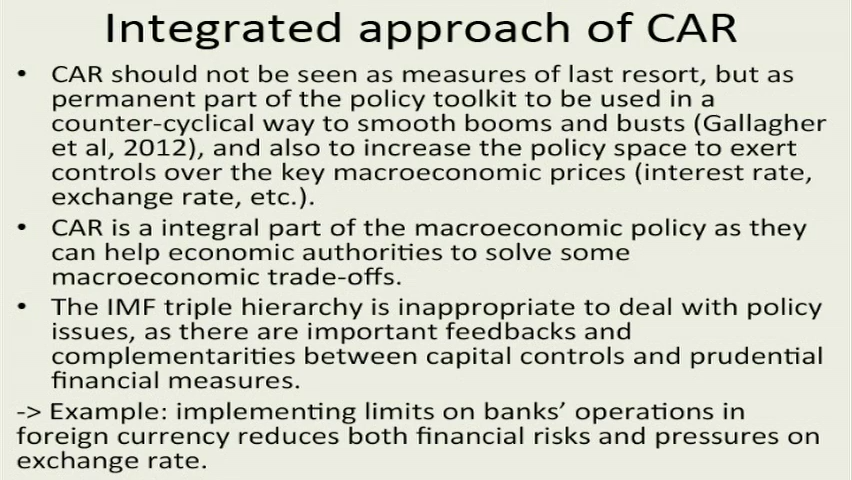 Integrated approach of CAR
• CAR should not be seen as measures of last resort, but as
permanent part of the policy toolkit to be used in a
counter-cyclical way to smooth booms and busts (Gallagher
et al, 2012), and also to increase the policy space to exert
controls over the key macroeconomic prices (interest rate,
exchange rate, etc.).
• CAR is a integral part of the macroeconomic policy as they
can help economic authorities to solve some
macroeconomic trade-offs.
• The IMF triple hierarchy is inappropriate to deal with policy
issues, as there are important feedbacks and
complementarities between capital controls and prudential
financial measures.
-> Example: implementing limits on banks’ operations in
foreign currency reduces both financial risks and pressures on
exchange rate.